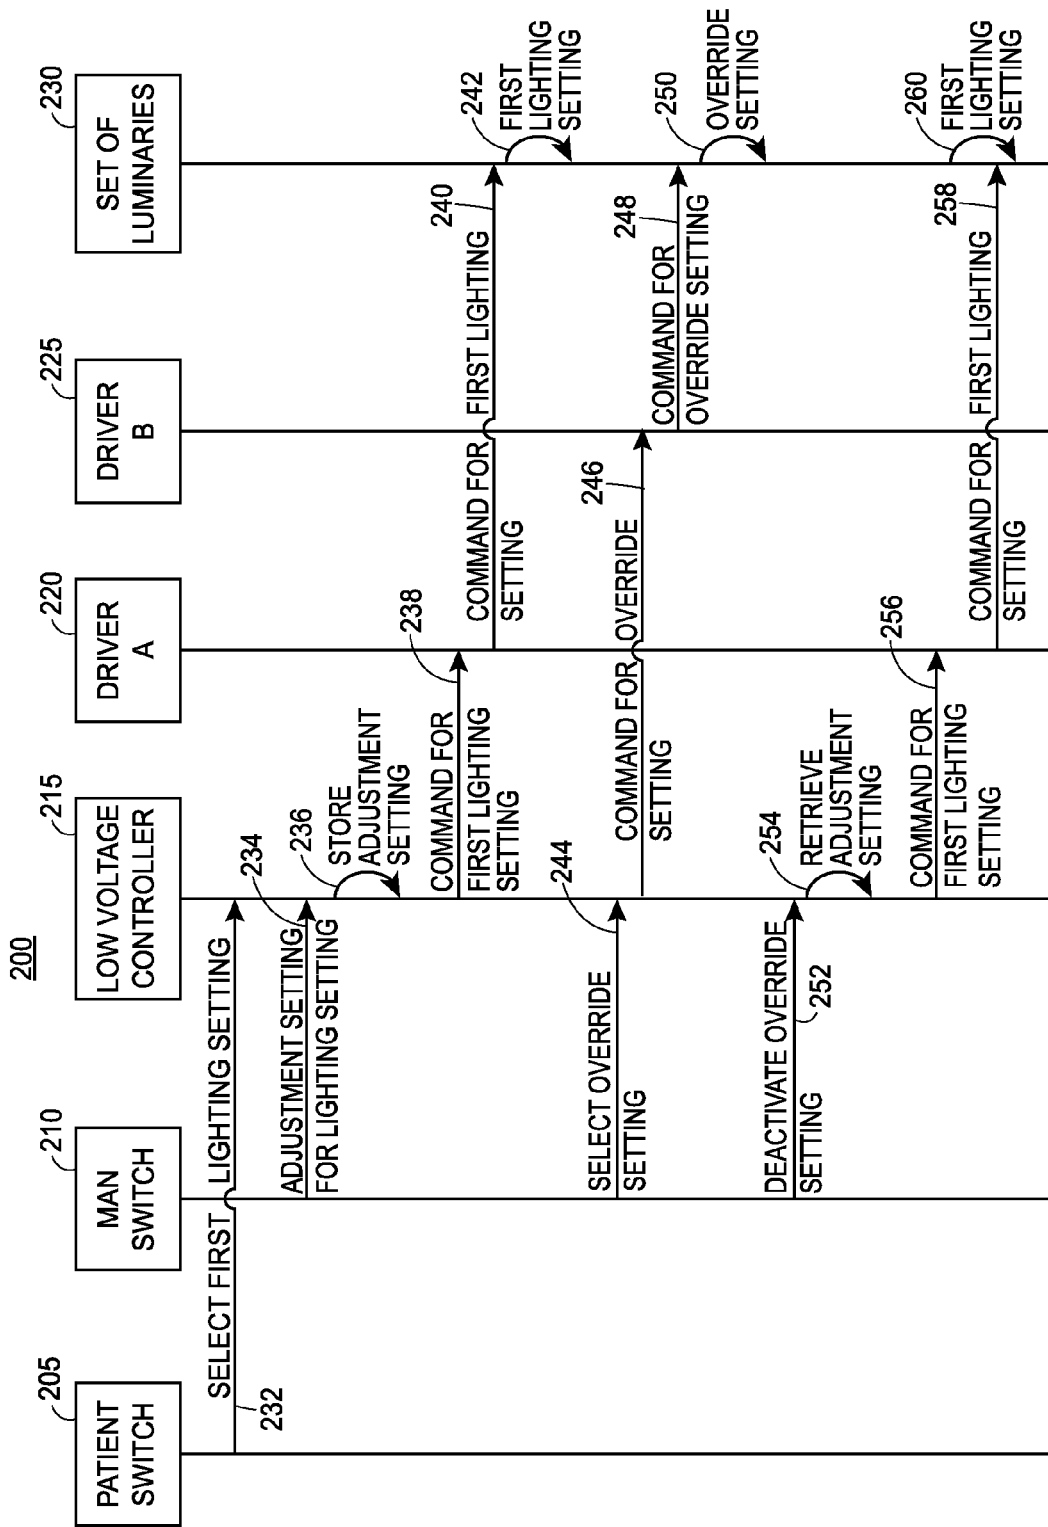 200
205
PATIENT
SWITCH
210
MAN
SWITCH
215
LOW VOLTAGE
CONTROLLER
220
DRIVER
A
225
DRIVER
B
230
SET OF
LUMINARIES
SELECT FIRST LIGHTING SETTING
232
ADJUSTMENT SETTING
FOR LIGHTING SETTING
234
236
STORE
ADJUSTMENT
SETTING
COMMAND FOR
FIRST LIGHTING
SETTING
238
COMMAND FOR FIRST LIGHTING
SETTING
240
242
FIRST
LIGHTING
SETTING
SELECT OVERRIDE
SETTING
244
COMMAND FOR OVERRIDE
SETTING
246
COMMAND FOR
OVERRIDE SETTING
248
250
OVERRIDE
SETTING
DEACTIVATE OVERRIDE
SETTING
252
254
RETRIEVE
ADJUSTMENT
SETTING
COMMAND FOR
FIRST LIGHTING
SETTING
256
COMMAND FOR FIRST LIGHTING
SETTING
258
260
FIRST
LIGHTING
SETTING